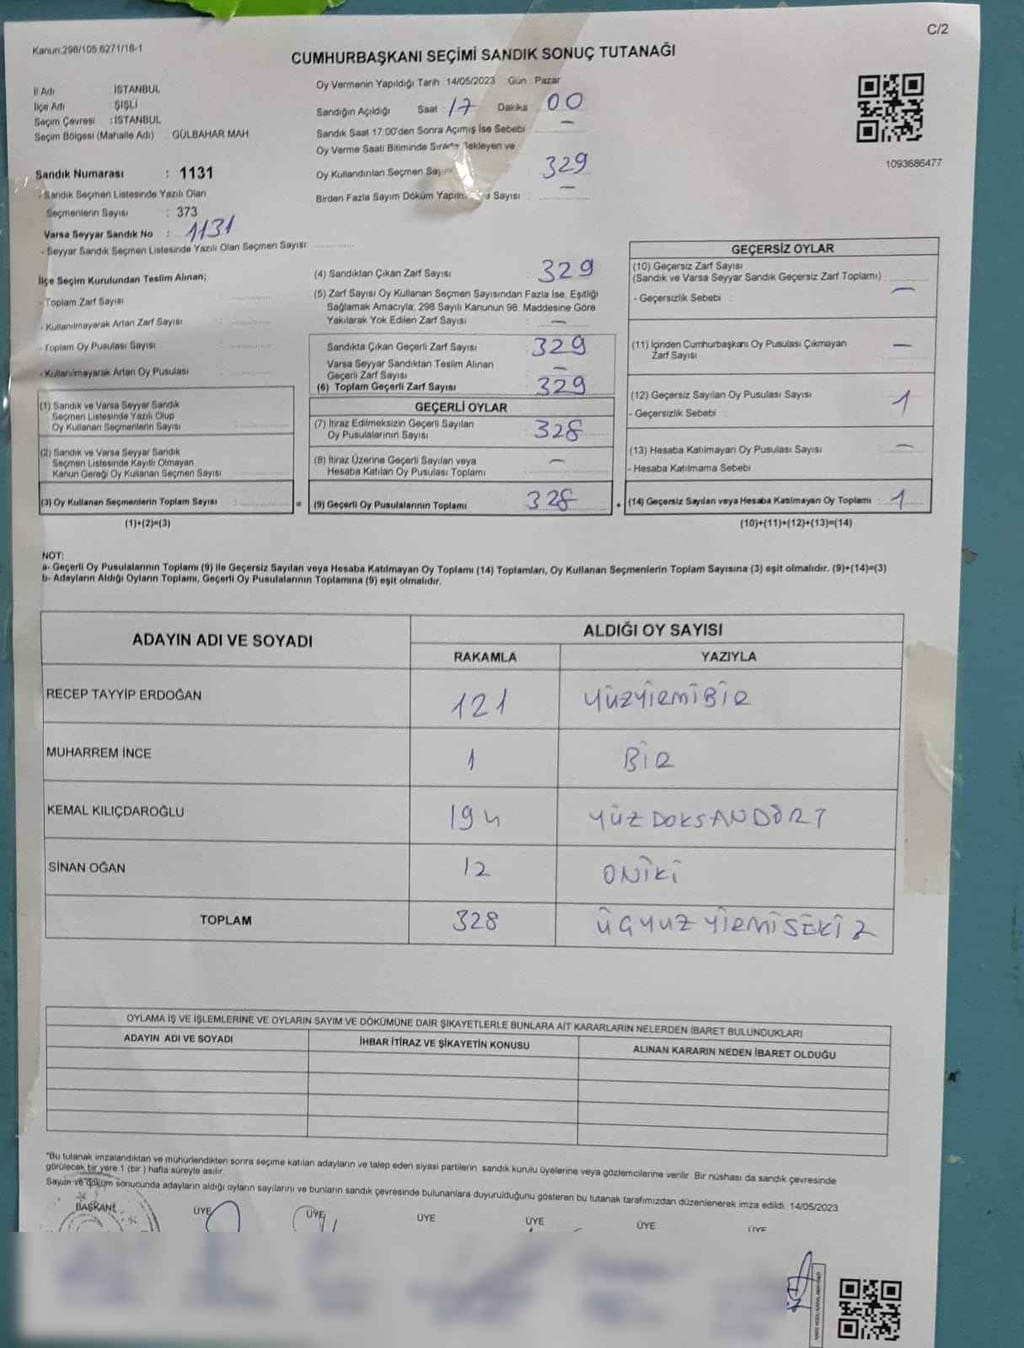 C/2
Kanun:298/105,6271/18-1
CUMHURBAŞKANI SEÇİMİ SANDIK SONUÇ TUTANAĞI
İl Adı İSTANBUL
İlçe Adı ŞİŞLİ
Seçim Çevresi : İSTANBUL
Seçim Bölgesi (Mahalle Adı) : GÜLBAHAR MAH
Sandık Numarası : 1131
- Sandık Seçmen Listesinde Yazılı Olan
Seçmenlerin Sayısı : 373
Varsa Seyyar Sandık No : 1131
- Seyyar Sandık Seçmen Listesinde Yazılı Olan Seçmen Sayısı:
Oy Vermenin Yapıldığı Tarih : 14/05/2023 Gün : Pazar
Sandığın Açıldığı Saat : 17 Dakika 00
Sandık Saat 17.00'den Sonra Açımış İse Sebebi —
Oy Verme Saati Bitiminde Sırada Bekleyen ve
Oy Kullandırılan Seçmen 329
Birden Fazla Sayım Döküm Sayısı : —
1093686477
İlçe Seçim Kurulundan Teslim Alınan;
- Toplam Zarf Sayısı
- Kullanılmayarak Artan Zarf Sayısı
- Toplam Oy Pusulası Sayısı
- Kullanılmayarak Artan Oy Pusulası
(1) Sandık ve Varsa Seyyar Sandık
Seçmen Listesinde Yazılı Olup
Oy Kullanan Seçmenlerin Sayısı
(2) Sandık ve Varsa Seyyar Sandık
Seçmen Listesinde Kayıtlı Olmayan
Kanun Gereği Oy Kullanan Seçmen Sayısı
(3) Oy Kullanan Seçmenlerin Toplam Sayısı : =
(1)+(2)=(3)
(4) Sandıktan Çıkan Zarf Sayısı 329
(5) Zarf Sayısı Oy Kullanan Seçmen Sayısından Fazla İse, Eşitliği
Sağlamak Amacıyla, 298 Sayılı Kanunun 98. Maddesine Göre
Yakılarak Yok Edilen Zarf Sayısı —
Sandıkta Çıkan Geçerli Zarf Sayısı 329
Varsa Seyyar Sandıktan Teslim Alınan
Geçerli Zarf Sayısı —
(6) Toplam Geçerli Zarf Sayısı 329
GEÇERLİ OYLAR
(7) İtiraz Edilmeksizin Geçerli Sayılan
Oy Pusulalarının Sayısı 328
(8) İtiraz Üzerine Geçerli Sayılan veya
Hesaba Katılan Oy Pusulası Toplamı —
(9) Geçerli Oy Pusulalarının Toplamı 328 +
GEÇERSİZ OYLAR
(10) Geçersiz Zarf Sayısı
(Sandık ve Varsa Seyyar Sandık Geçersiz Zarf Toplamı) —
- Geçersizlik Sebebi :
(11) İçinden Cumhurbaşkanı Oy Pusulası Çıkmayan
Zarf Sayısı —
(12) Geçersiz Sayılan Oy Pusulası Sayısı 1
- Geçersizlik Sebebi :
(13) Hesaba Katılmayan Oy Pusulası Sayısı —
- Hesaba Katılmama Sebebi
(14) Geçersiz Sayılan veya Hesaba Katılmayan Oy Toplamı : 1
(10)+(11)+(12)+(13)=(14)
NOT:
a- Geçerli Oy Pusulalarının Toplamı (9) ile Geçersiz Sayılan veya Hesaba Katılmayan Oy Toplamı (14) Toplamları, Oy Kullanan Seçmenlerin Toplam Sayısına (3) eşit olmalıdır. (9)+(14)=(3)
b- Adayların Aldığı Oyların Toplamı, Geçerli Oy Pusulalarının Toplamına (9) eşit olmalıdır.
ADAYIN ADI VE SOYADI ALDIĞI OY SAYISI
RAKAMLA YAZIYLA
RECEP TAYYİP ERDOĞAN 121 YÜZYİRMİBİR
MUHARREM İNCE 1 BİR
KEMAL KILIÇDAROĞLU 194 YÜZ DOKSANDÖRT
SİNAN OĞAN 12 ONİKİ
TOPLAM 328 ÜÇYUZ YİRMİSEKİZ
OYLAMA İŞ VE İŞLEMLERİNE VE OYLARIN SAYIM VE DÖKÜMÜNE DAİR ŞİKAYETLERLE BUNLARA AİT KARARLARIN NELERDEN İBARET BULUNDUKLARI
ADAYIN ADI VE SOYADI İHBAR İTİRAZ VE ŞİKAYETİN KONUSU ALINAN KARARIN NEDEN İBARET OLDUĞU
"Bu tutanak imzalandıktan ve mühürlendikten sonra seçime katılan adayların ve talep eden siyasi partilerin sandık kurulu üyelerine veya gözlemcilerine verilir. Bir nüshası da sandık çevresinde
görülecek bir yere 1 (bir) hafta süreyle asılır.
Sayım ve döküm sonucunda adayların aldığı oyların sayılarını ve bunların sandık çevresinde bulunanlara duyurulduğunu gösteren bu tutanak tarafımızdan düzenlenerek imza edildi. 14/05/2023
BAŞKAN ÜYE ÜYE ÜYE ÜYE ÜYE ÜYE